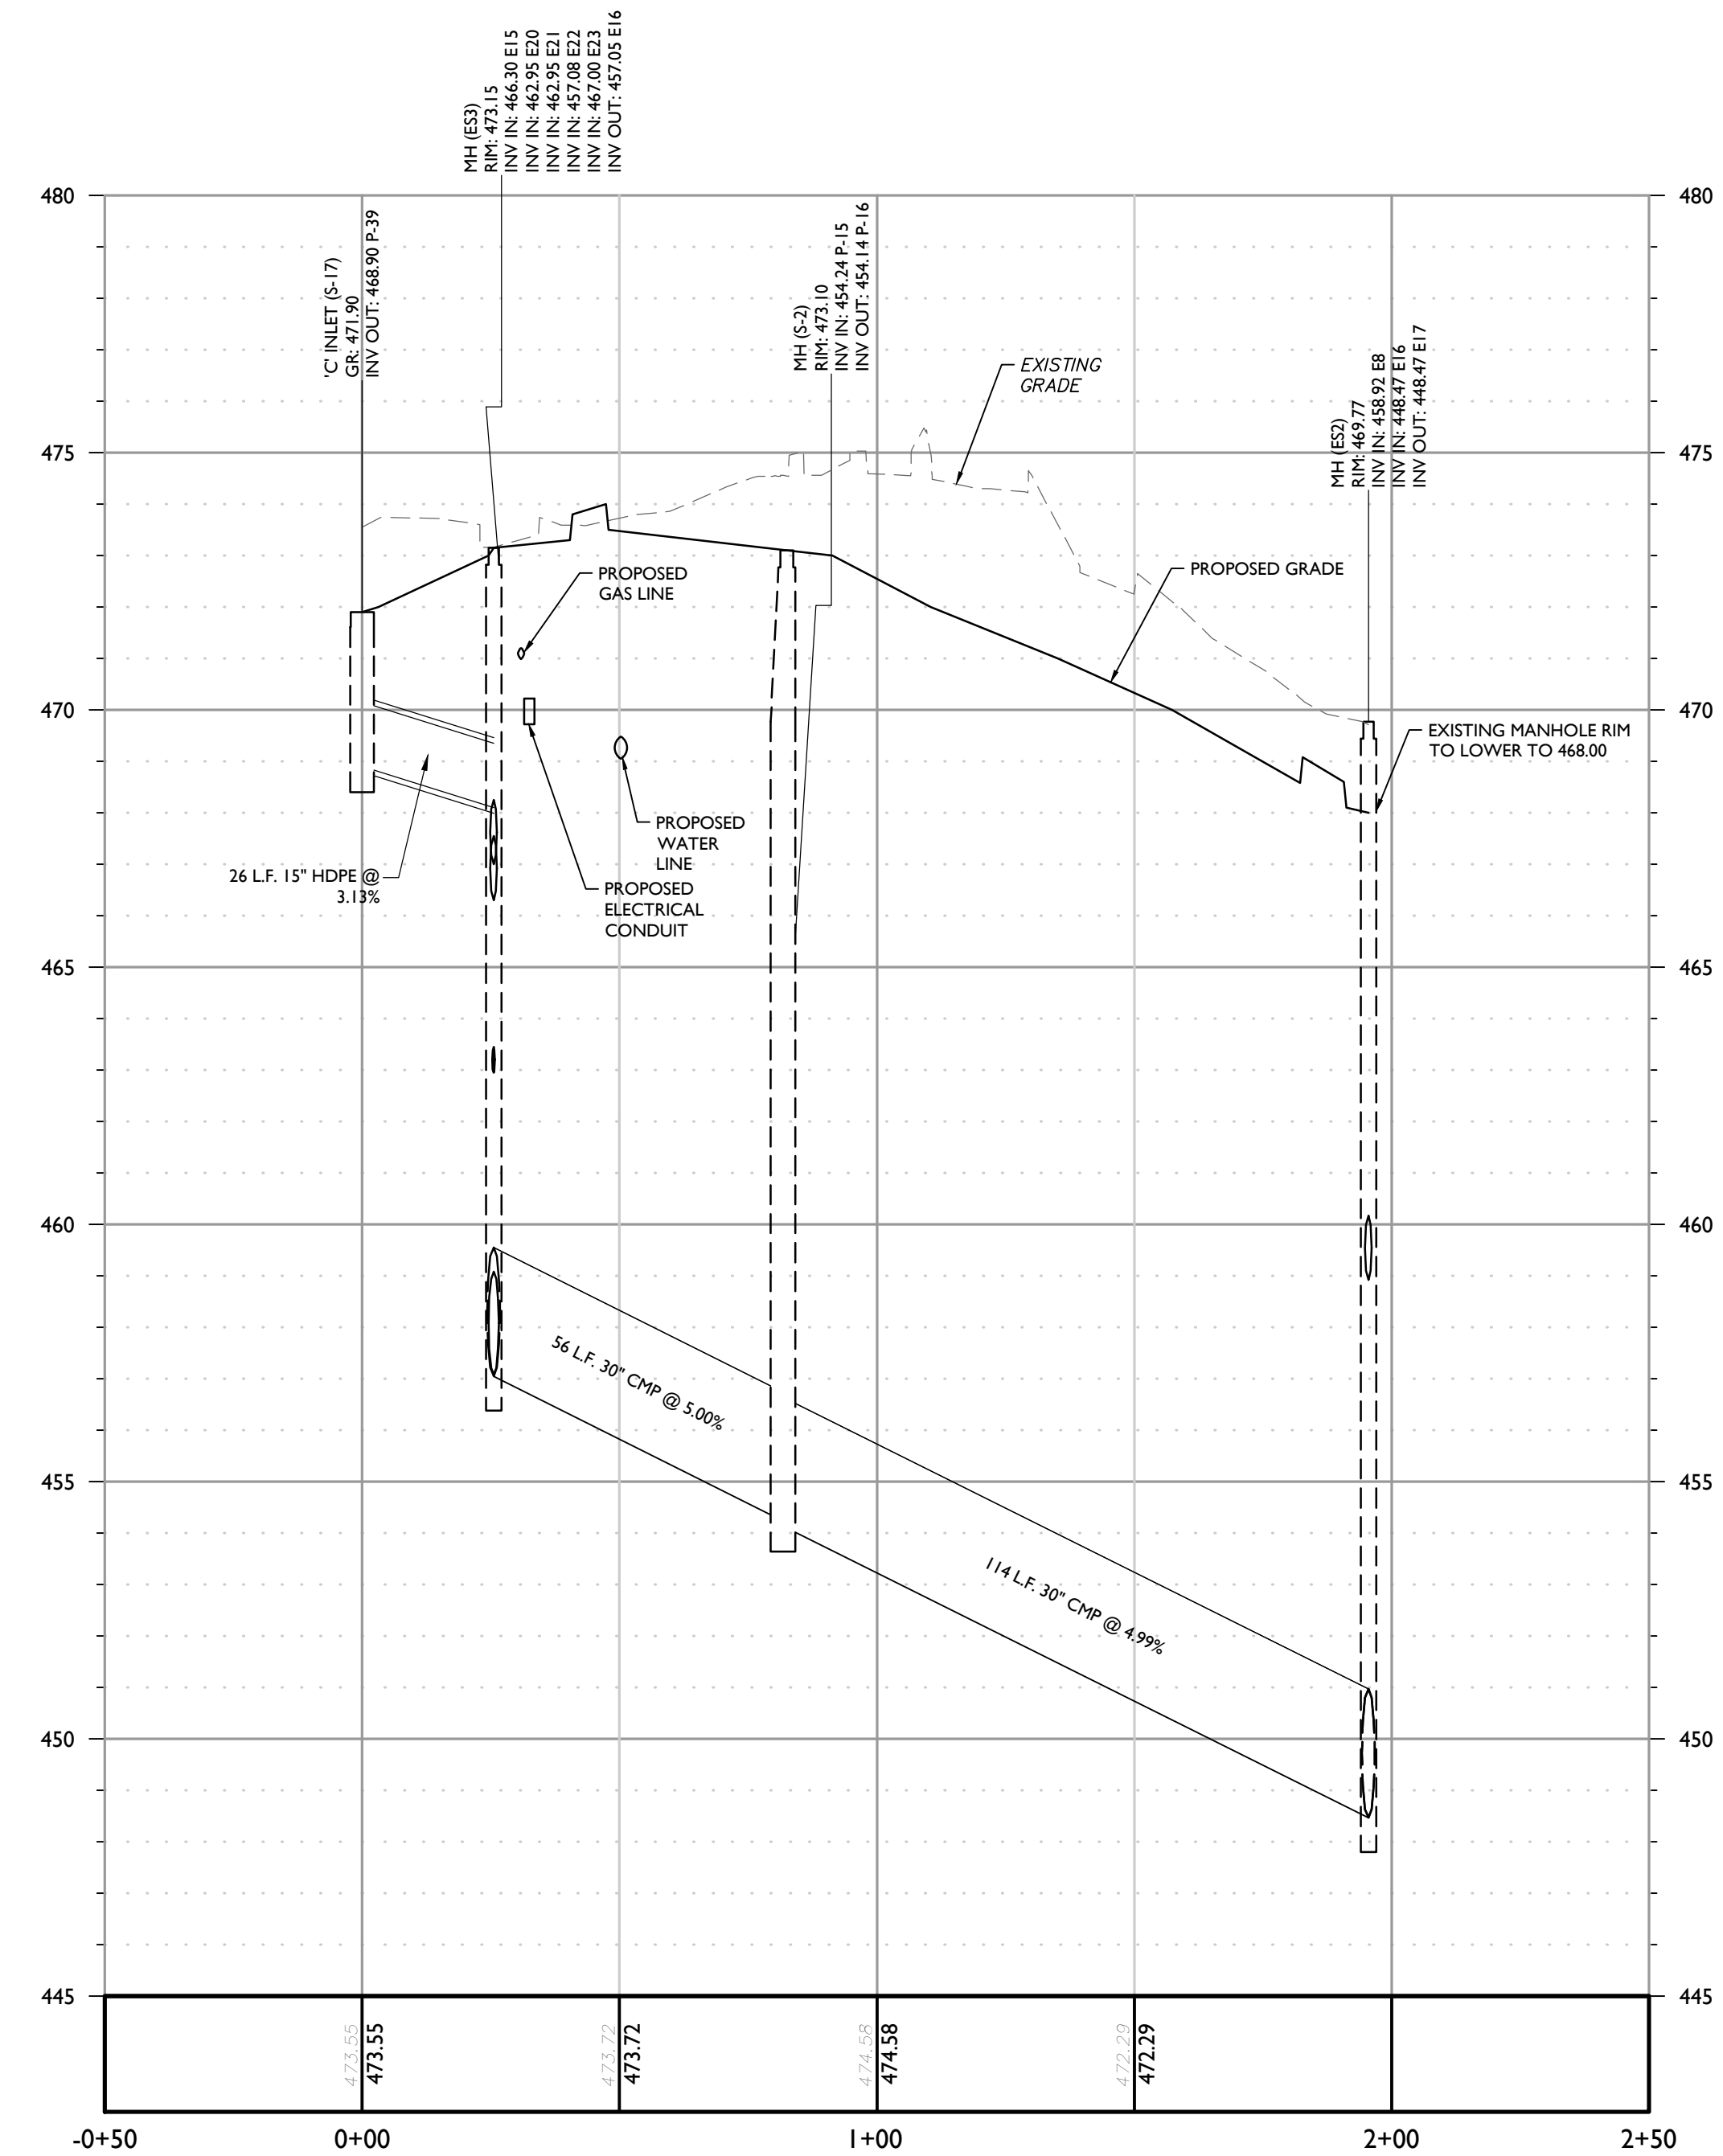 MH (ES3)
RIM: 473.15
INV IN: 466.30 E15
INV IN: 462.95 E20
INV IN: 462.95 E21
INV IN: 457.08 E22
INV IN: 467.00 E23
INV OUT: 457.05 E16
480
480
'C' INLET (S-17)
GR: 471.90
INV OUT: 468.90 P-39
MH (S-2)
RIM: 473.10
INV IN: 454.24 P-15
INV OUT: 454.14 P-16
EXISTING
GRADE
MH (ES2)
RIM: 469.77
INV IN: 458.92 E8
INV IN: 448.47 E16
INV OUT: 448.47 E17
475
475
PROPOSED
GAS LINE
PROPOSED GRADE
470
470
EXISTING MANHOLE RIM
TO LOWER TO 468.00
PROPOSED
WATER
LINE
26 L.F. 15" HDPE @
3.13%
PROPOSED
ELECTRICAL
CONDUIT
465
465
460
460
56 L.F. 30" CMP @ 5.00%
455
455
114 L.F. 30" CMP @ 4.99%
450
450
445
445
473.55
473.55
473.72
473.72
474.58
474.58
472.29
472.29
-0+50
0+00
1+00
2+00
2+50